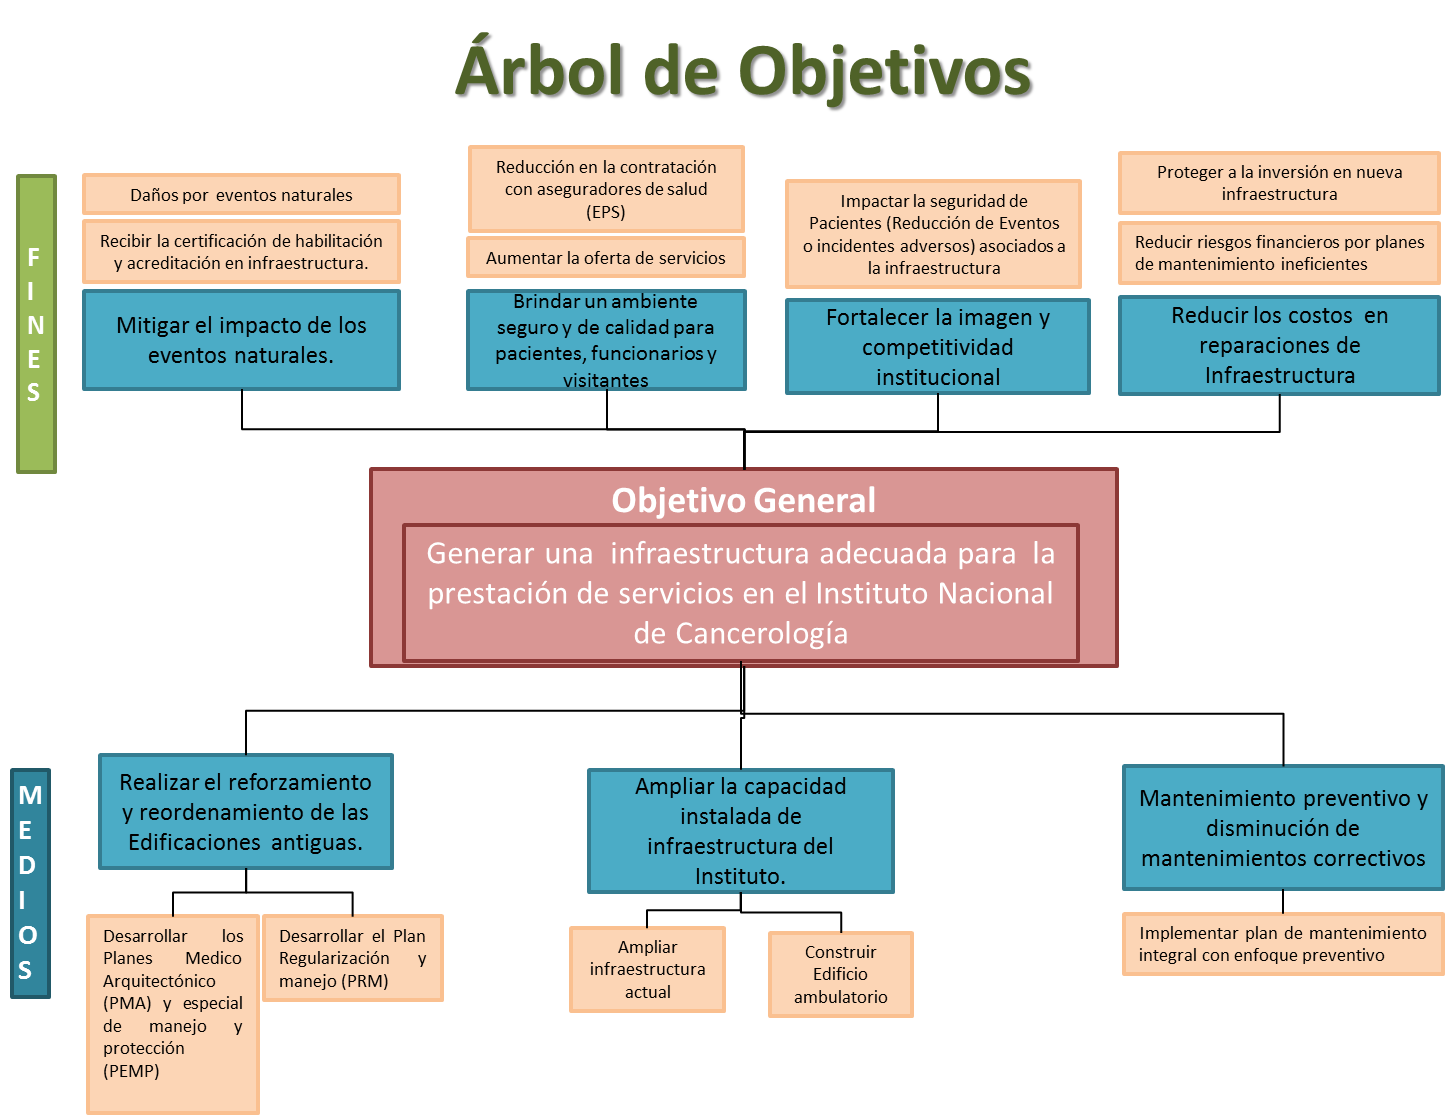 Árbol de Objetivos
FINES
Daños por eventos naturales
Recibir la certificación de habilitación
y acreditación en infraestructura.
Mitigar el impacto de los
eventos naturales.
Reducción en la contratación
con aseguradores de salud
(EPS)
Aumentar la oferta de servicios
Brindar un ambiente
seguro y de calidad para
pacientes, funcionarios y
visitantes
Impactar la seguridad de
Pacientes (Reducción de Eventos
o incidentes adversos) asociados a
la infraestructura
Fortalecer la imagen y
competitividad
institucional
Proteger a la inversión en nueva
infraestructura
Reducir riesgos financieros por planes
de mantenimiento ineficientes
Reducir los costos en
reparaciones de
Infraestructura
Objetivo General
Generar una infraestructura adecuada para la
prestación de servicios en el Instituto Nacional
de Cancerología
MEDIOS
Realizar el reforzamiento
y reordenamiento de las
Edificaciones antiguas.
Desarrollar los
Planes Medico
Arquitectónico
(PMA) y especial
de manejo y
protección
(PEMP)
Desarrollar el Plan
Regularización y
manejo (PRM)
Ampliar la capacidad
instalada de
infraestructura del
Instituto.
Ampliar
infraestructura
actual
Construir
Edificio
ambulatorio
Mantenimiento preventivo y
disminución de
mantenimientos correctivos
Implementar plan de mantenimiento
integral con enfoque preventivo